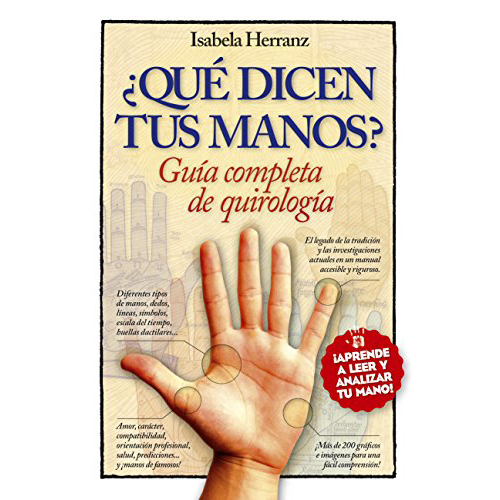 Isabela Herranz
¿QUÉ DICEN
TUS MANOS?
Guía completa
de quirología
El legado de la tradición
y las investigaciones
actuales en un manual
accesible y riguroso.
Diferentes tipos
de manos, dedos,
líneas, símbolos,
escala del tiempo,
huellas dactilares...
¡APRENDE
A LEER Y
ANALIZAR
TU MANO!
Amor, carácter,
compatibilidad,
orientación profesional,
salud, predicciones...
y ¡manos de famosos!
¡Más de 200 gráficos
e imágenes para una
fácil comprensión!